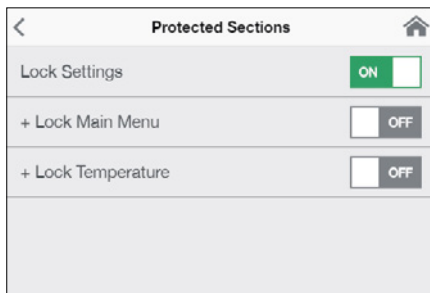 Protected Sections
Lock Settings ON
+ Lock Main Menu OFF
+ Lock Temperature OFF